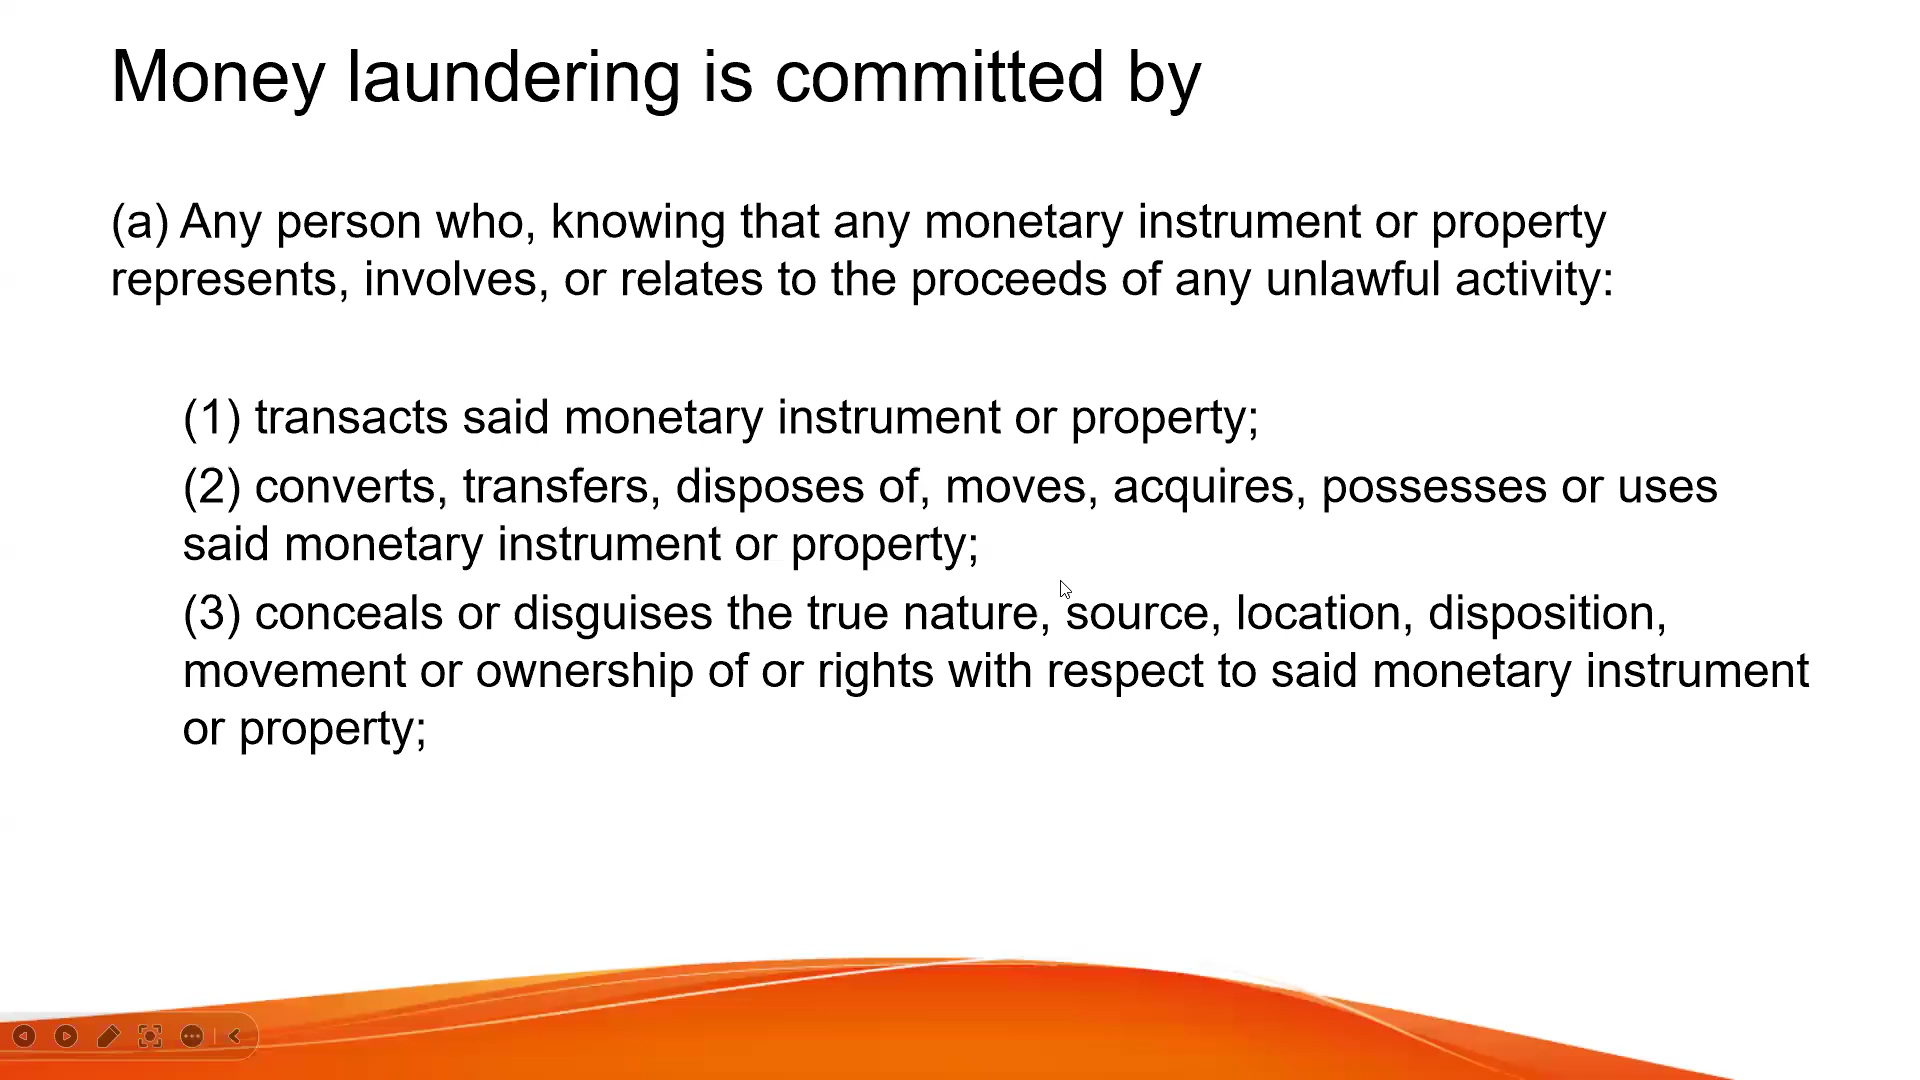 Money laundering is committed by
(a) Any person who, knowing that any monetary instrument or property
represents, involves, or relates to the proceeds of any unlawful activity:
(1) transacts said monetary instrument or property;
(2) converts, transfers, disposes of, moves, acquires, possesses or uses
said monetary instrument or property;
(3) conceals or disguises the true nature, source, location, disposition,
movement or ownership of or rights with respect to said monetary instrument
or property;